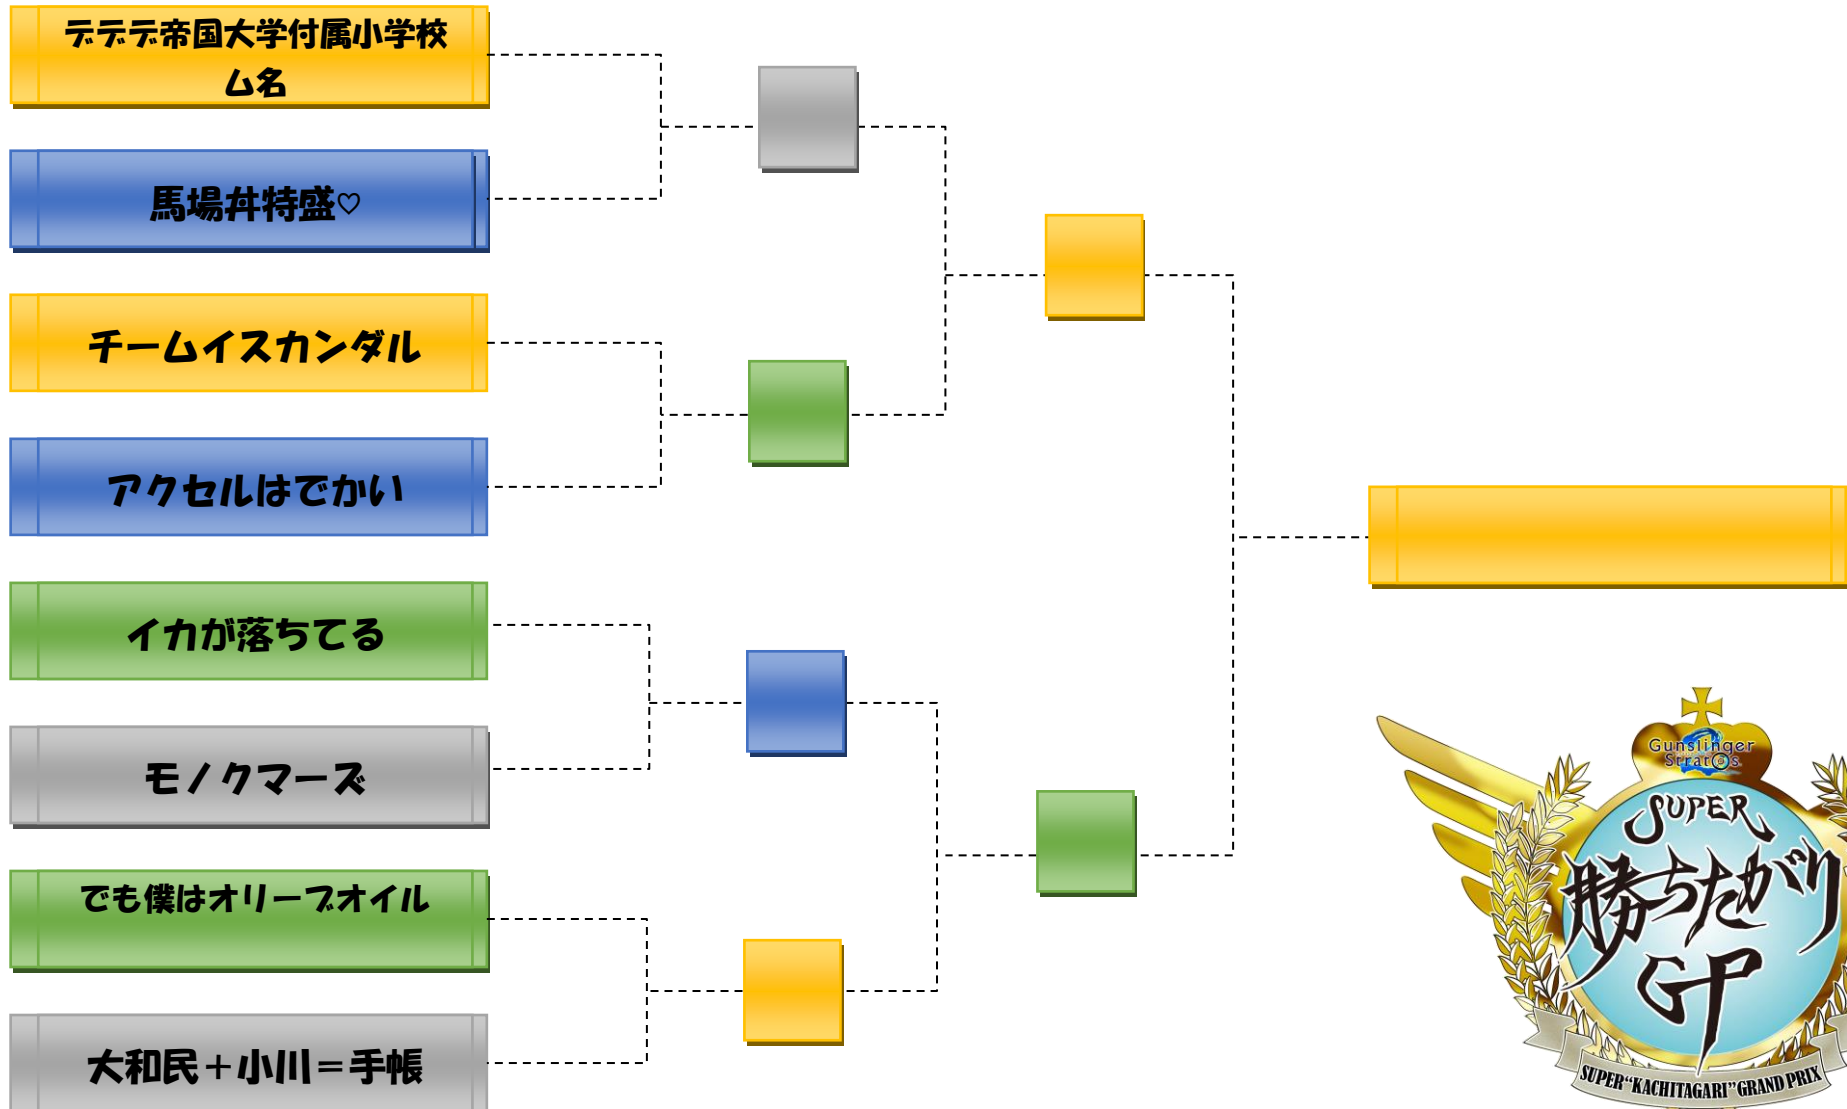 デデデ帝国大学付属小学校
ム名
馬場丼特盛♡
チームイスカンダル
アクセルはでかい
イカが落ちてる
モノクマーズ
でも僕はオリーブオイル
大和民＋小川＝手帳
Gunslinger
Stratos
2
SUPER
勝ちたがり
GP
SUPER“KACHITAGARI”GRAND PRIX